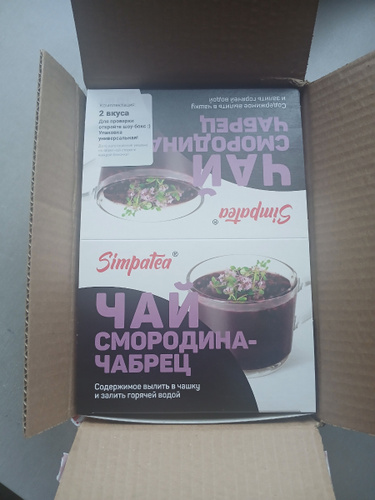 2 вкуса
Для проверки
откройте шоу-бокс :)
Упаковка
универсальная!
Содержимое вылить в чашку
и залить горячей водой
ЧАЙ
СМОРОДИНА-
ЧАБРЕЦ
Simpatea®
Simpatea®
ЧАЙ
СМОРОДИНА-
ЧАБРЕЦ
Содержимое вылить в чашку
и залить горячей водой